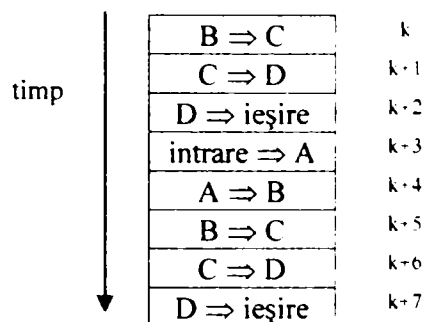 B ⇒ C k
C ⇒ D k+1
timp
D ⇒ ieşire k+2
intrare ⇒ A k+3
A ⇒ B k+4
B ⇒ C k+5
C ⇒ D k+6
D ⇒ ieşire k+7